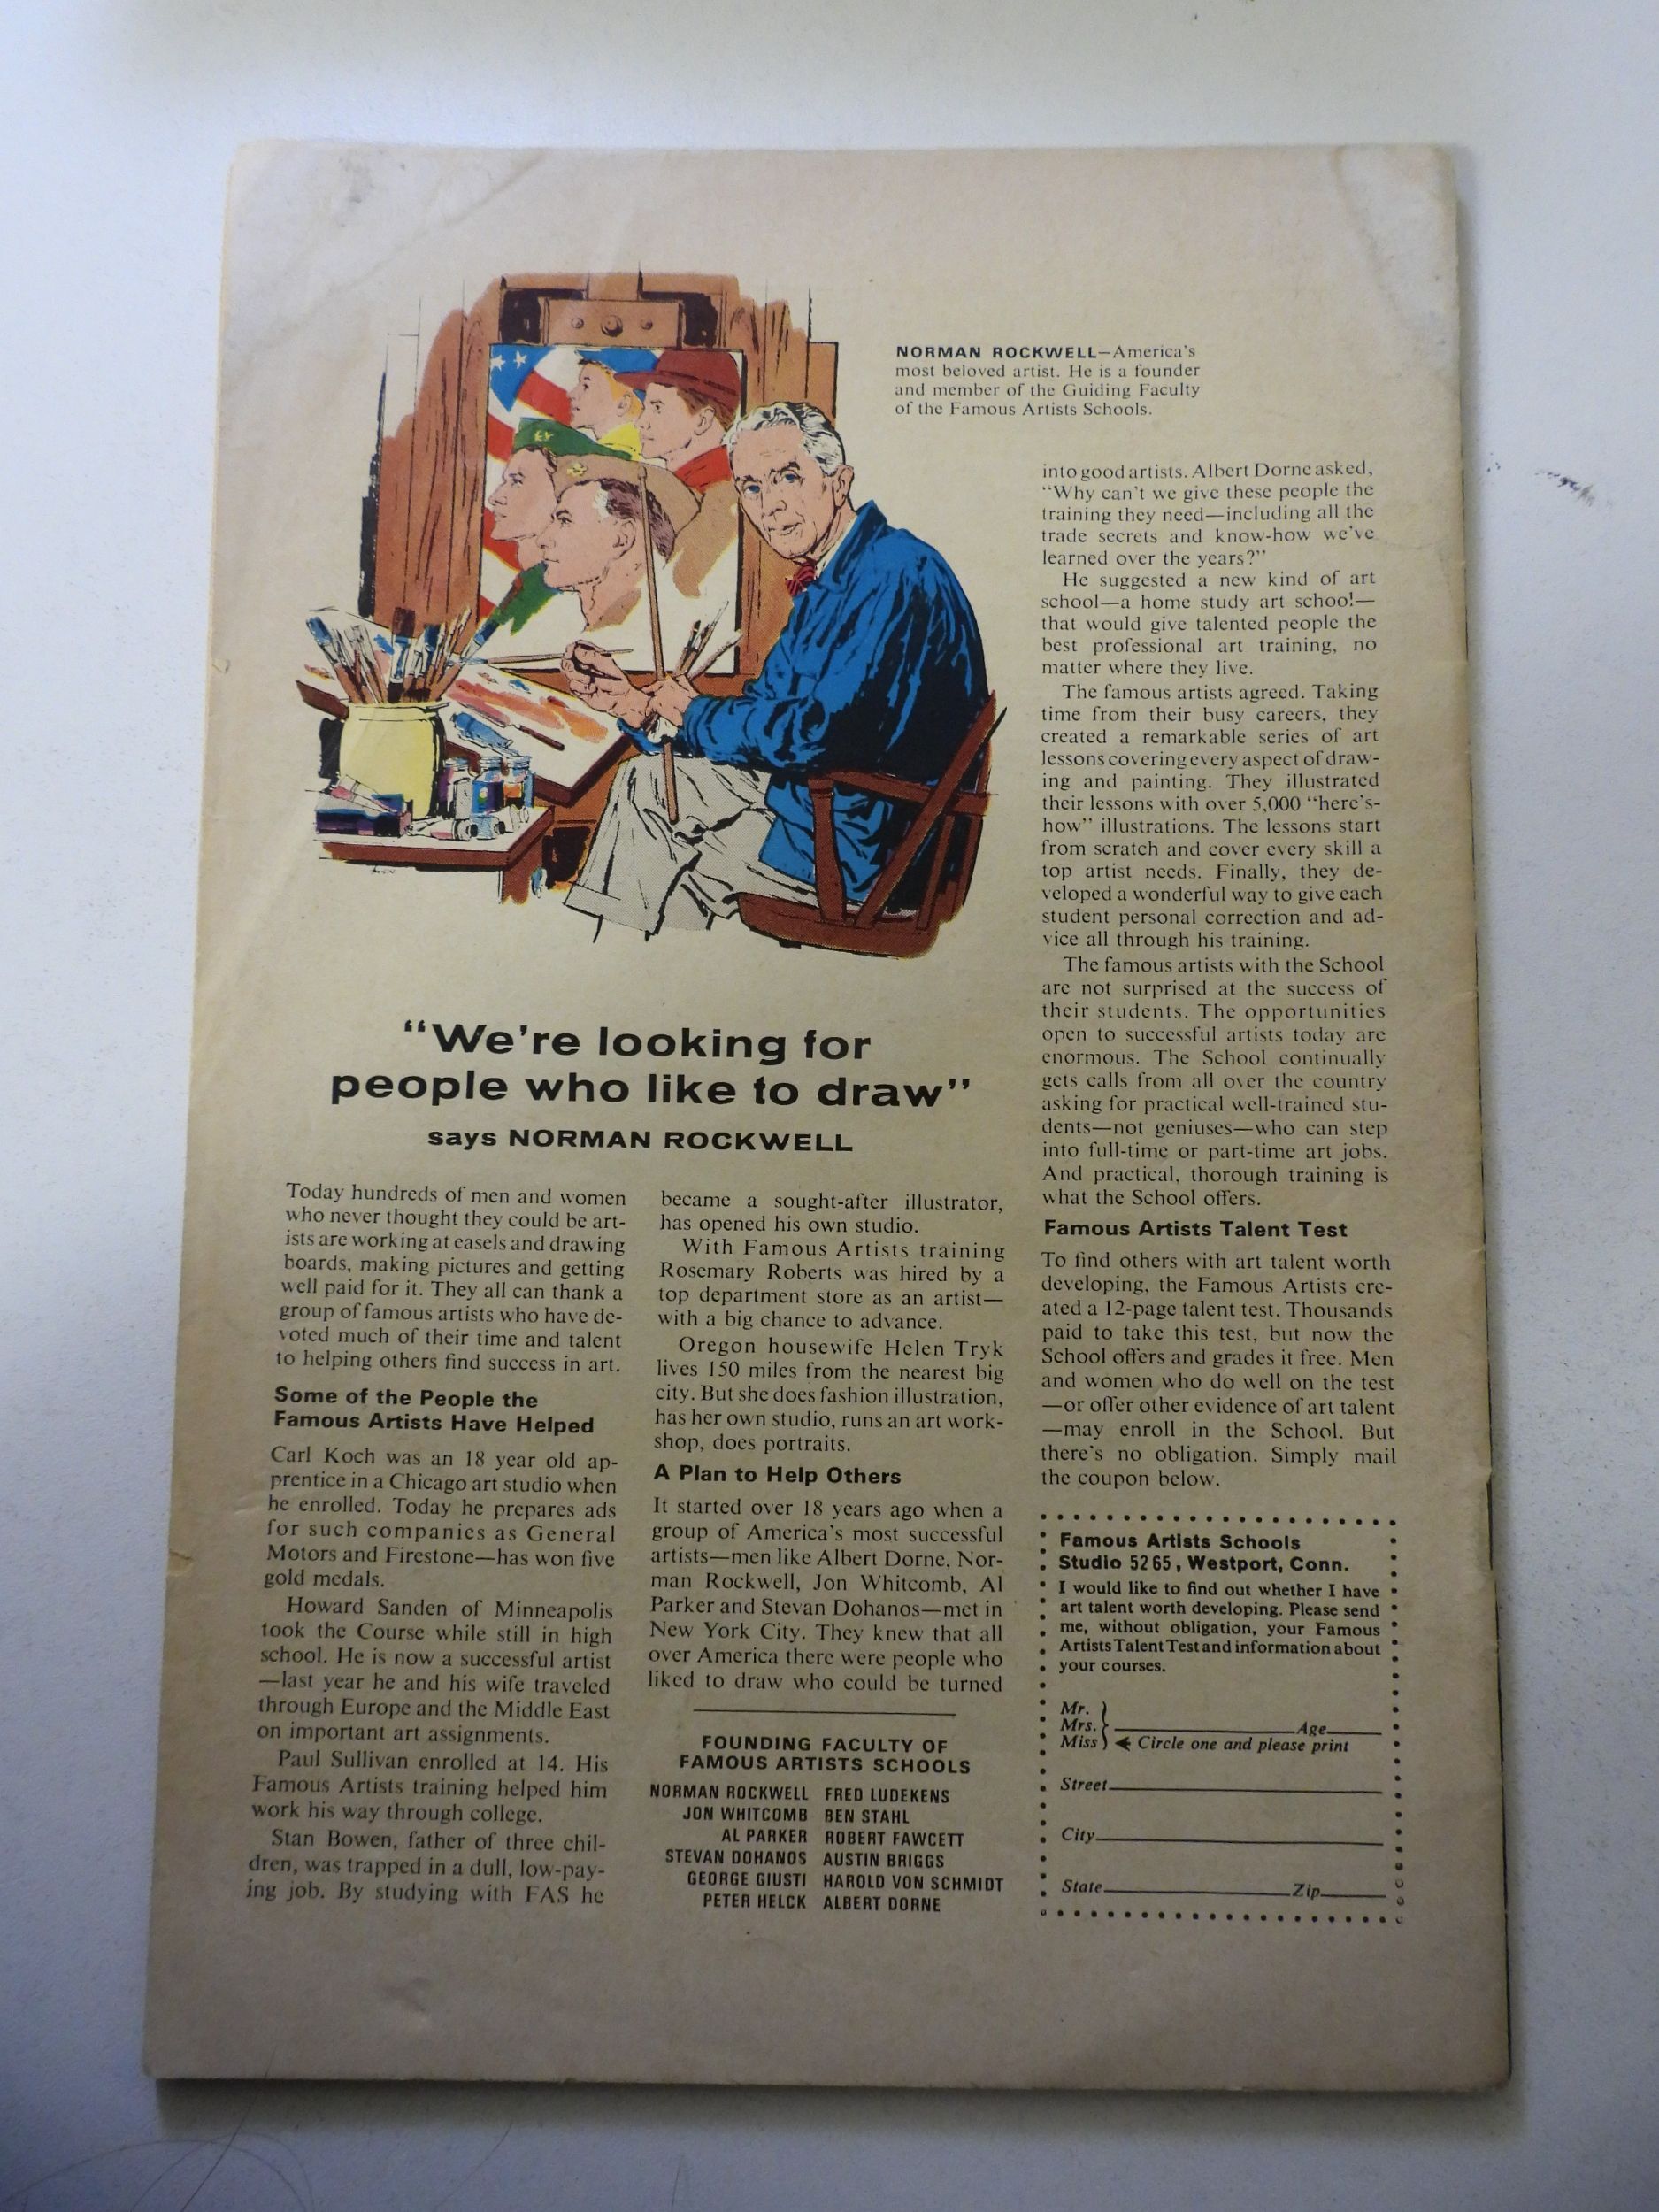 NORMAN ROCKWELL—America's
most beloved artist. He is a founder
and member of the Guiding Faculty
of the Famous Artists Schools.
"We're looking for
people who like to draw"
says NORMAN ROCKWELL
Today hundreds of men and women
who never thought they could be art-
ists are working at easels and drawing
boards, making pictures and getting
well paid for it. They all can thank a
group of famous artists who have de-
voted much of their time and talent
to helping others find success in art.
Some of the People the
Famous Artists Have Helped
Carl Koch was an 18 year old ap-
prentice in a Chicago art studio when
he enrolled. Today he prepares ads
for such companies as General
Motors and Firestone—has won five
gold medals.
Howard Sanden of Minneapolis
took the Course while still in high
school. He is now a successful artist
—last year he and his wife traveled
through Europe and the Middle East
on important art assignments.
Paul Sullivan enrolled at 14. His
Famous Artists training helped him
work his way through college.
Stan Bowen, father of three chil-
dren, was trapped in a dull, low-pay-
ing job. By studying with FAS he
became a sought-after illustrator,
has opened his own studio.
With Famous Artists training
Rosemary Roberts was hired by a
top department store as an artist—
with a big chance to advance.
Oregon housewife Helen Tryk
lives 150 miles from the nearest big
city. But she does fashion illustration,
has her own studio, runs an art work-
shop, does portraits.
A Plan to Help Others
It started over 18 years ago when a
group of America's most successful
artists—men like Albert Dorne, Nor-
man Rockwell, Jon Whitcomb, Al
Parker and Stevan Dohanos—met in
New York City. They knew that all
over America there were people who
liked to draw who could be turned
FOUNDING FACULTY OF
FAMOUS ARTISTS SCHOOLS
NORMAN ROCKWELL FRED LUDEKENS
JON WHITCOMB BEN STAHL
AL PARKER ROBERT FAWCETT
STEVAN DOHANOS AUSTIN BRIGGS
GEORGE GIUSTI HAROLD VON SCHMIDT
PETER HELCK ALBERT DORNE
into good artists. Albert Dorne asked,
"Why can't we give these people the
training they need—including all the
trade secrets and know-how we've
learned over the years?"
He suggested a new kind of art
school—a home study art school—
that would give talented people the
best professional art training, no
matter where they live.
The famous artists agreed. Taking
time from their busy careers, they
created a remarkable series of art
lessons covering every aspect of draw-
ing and painting. They illustrated
their lessons with over 5,000 "here's-
how" illustrations. The lessons start
from scratch and cover every skill a
top artist needs. Finally, they de-
veloped a wonderful way to give each
student personal correction and ad-
vice all through his training.
The famous artists with the School
are not surprised at the success of
their students. The opportunities
open to successful artists today are
enormous. The School continually
gets calls from all over the country
asking for practical well-trained stu-
dents—not geniuses—who can step
into full-time or part-time art jobs.
And practical, thorough training is
what the School offers.
Famous Artists Talent Test
To find others with art talent worth
developing, the Famous Artists cre-
ated a 12-page talent test. Thousands
paid to take this test, but now the
School offers and grades it free. Men
and women who do well on the test
—or offer other evidence of art talent
—may enroll in the School. But
there's no obligation. Simply mail
the coupon below.
Famous Artists Schools
Studio 5265, Westport, Conn.
I would like to find out whether I have
art talent worth developing. Please send
me, without obligation, your Famous
Artists Talent Test and information about
your courses.
Mr.
Mrs. Age
Miss Circle one and please print
Street
City
State Zip